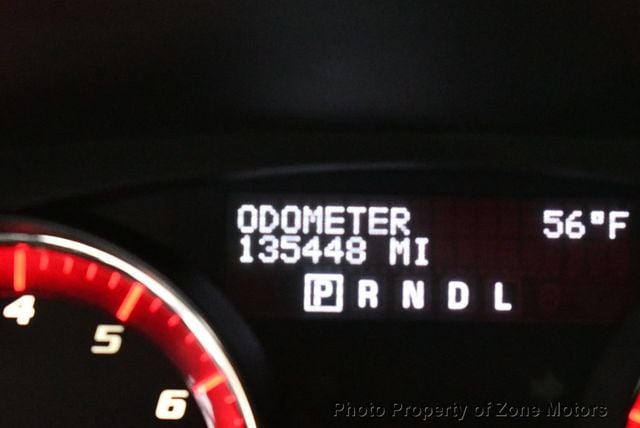 ODOMETER 56°F
135448 MI
P R N D L
4
5
6
Photo Property of Zone Motors